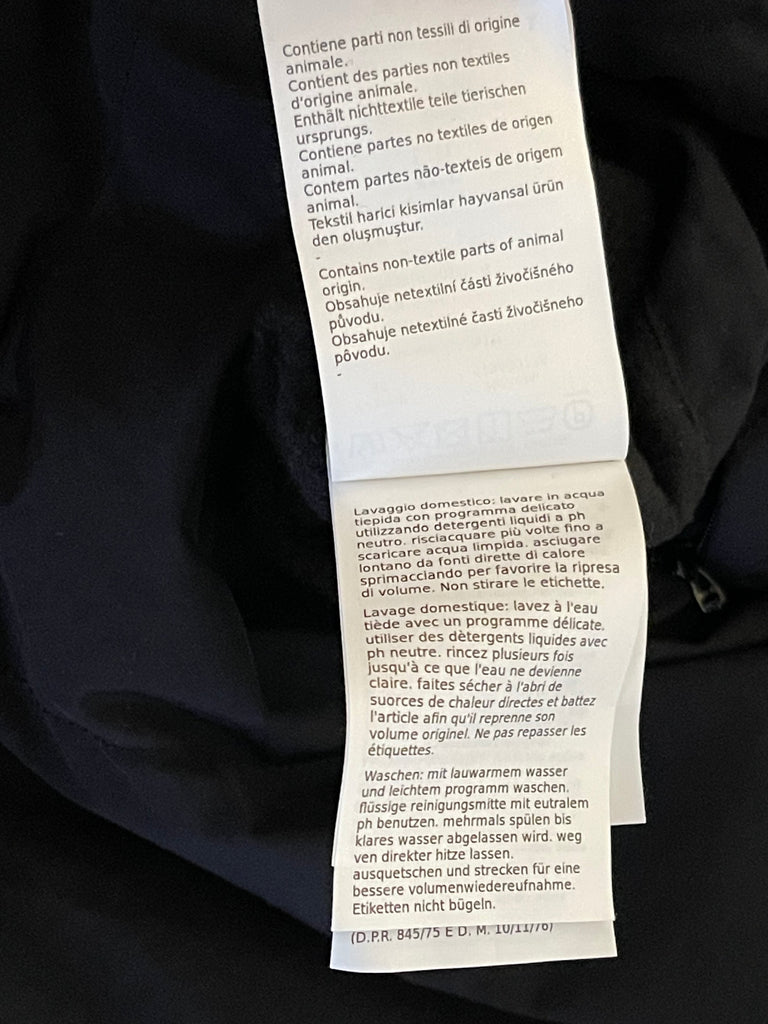 Contiene parti non tessili di origine
animale.
Contient des parties non textiles
d'origine animale.
Enthält nichttextile teile tierischen
ursprungs.
Contiene partes no textiles de origen
animal.
Contem partes não-texteis de origem
animal.
Tekstil harici kisimlar hayvansal ürün
den oluşmuştur.
-
Contains non-textile parts of animal
origin.
Obsahuje netextilní části živočišného
původu.
Obsahuje netextilné časti živočišneho
pôvodu.
-
Lavaggio domestico: lavare in acqua
tiepida con programma delicato
utilizzando detergenti liquidi a ph
neutro. risciacquare più volte fino a
scaricare acqua limpida. asciugare
lontano da fonti dirette di calore
sprimacciando per favorire la ripresa
di volume. Non stirare le etichette.
Lavage domestique: lavez à l'eau
tiède avec un programme délicate.
utiliser des dètergents liquides avec
ph neutre. rincez plusieurs fois
jusqu'à ce que l'eau ne devienne
claire. faites sécher à l'abri de
suorces de chaleur directes et battez
l'article afin qu'il reprenne son
volume originel. Ne pas repasser les
étiquettes.
Waschen: mit lauwarmem wasser
und leichtem programm waschen.
flüssige reinigungsmitte mit eutralem
ph benutzen. mehrmals spülen bis
klares wasser abgelassen wird. weg
ven direkter hitze lassen.
ausquetschen und strecken für eine
bessere volumenwiedereufnahme.
Etiketten nicht bügeln.
(D.P.R. 845/75 E D. M. 10/11/76)